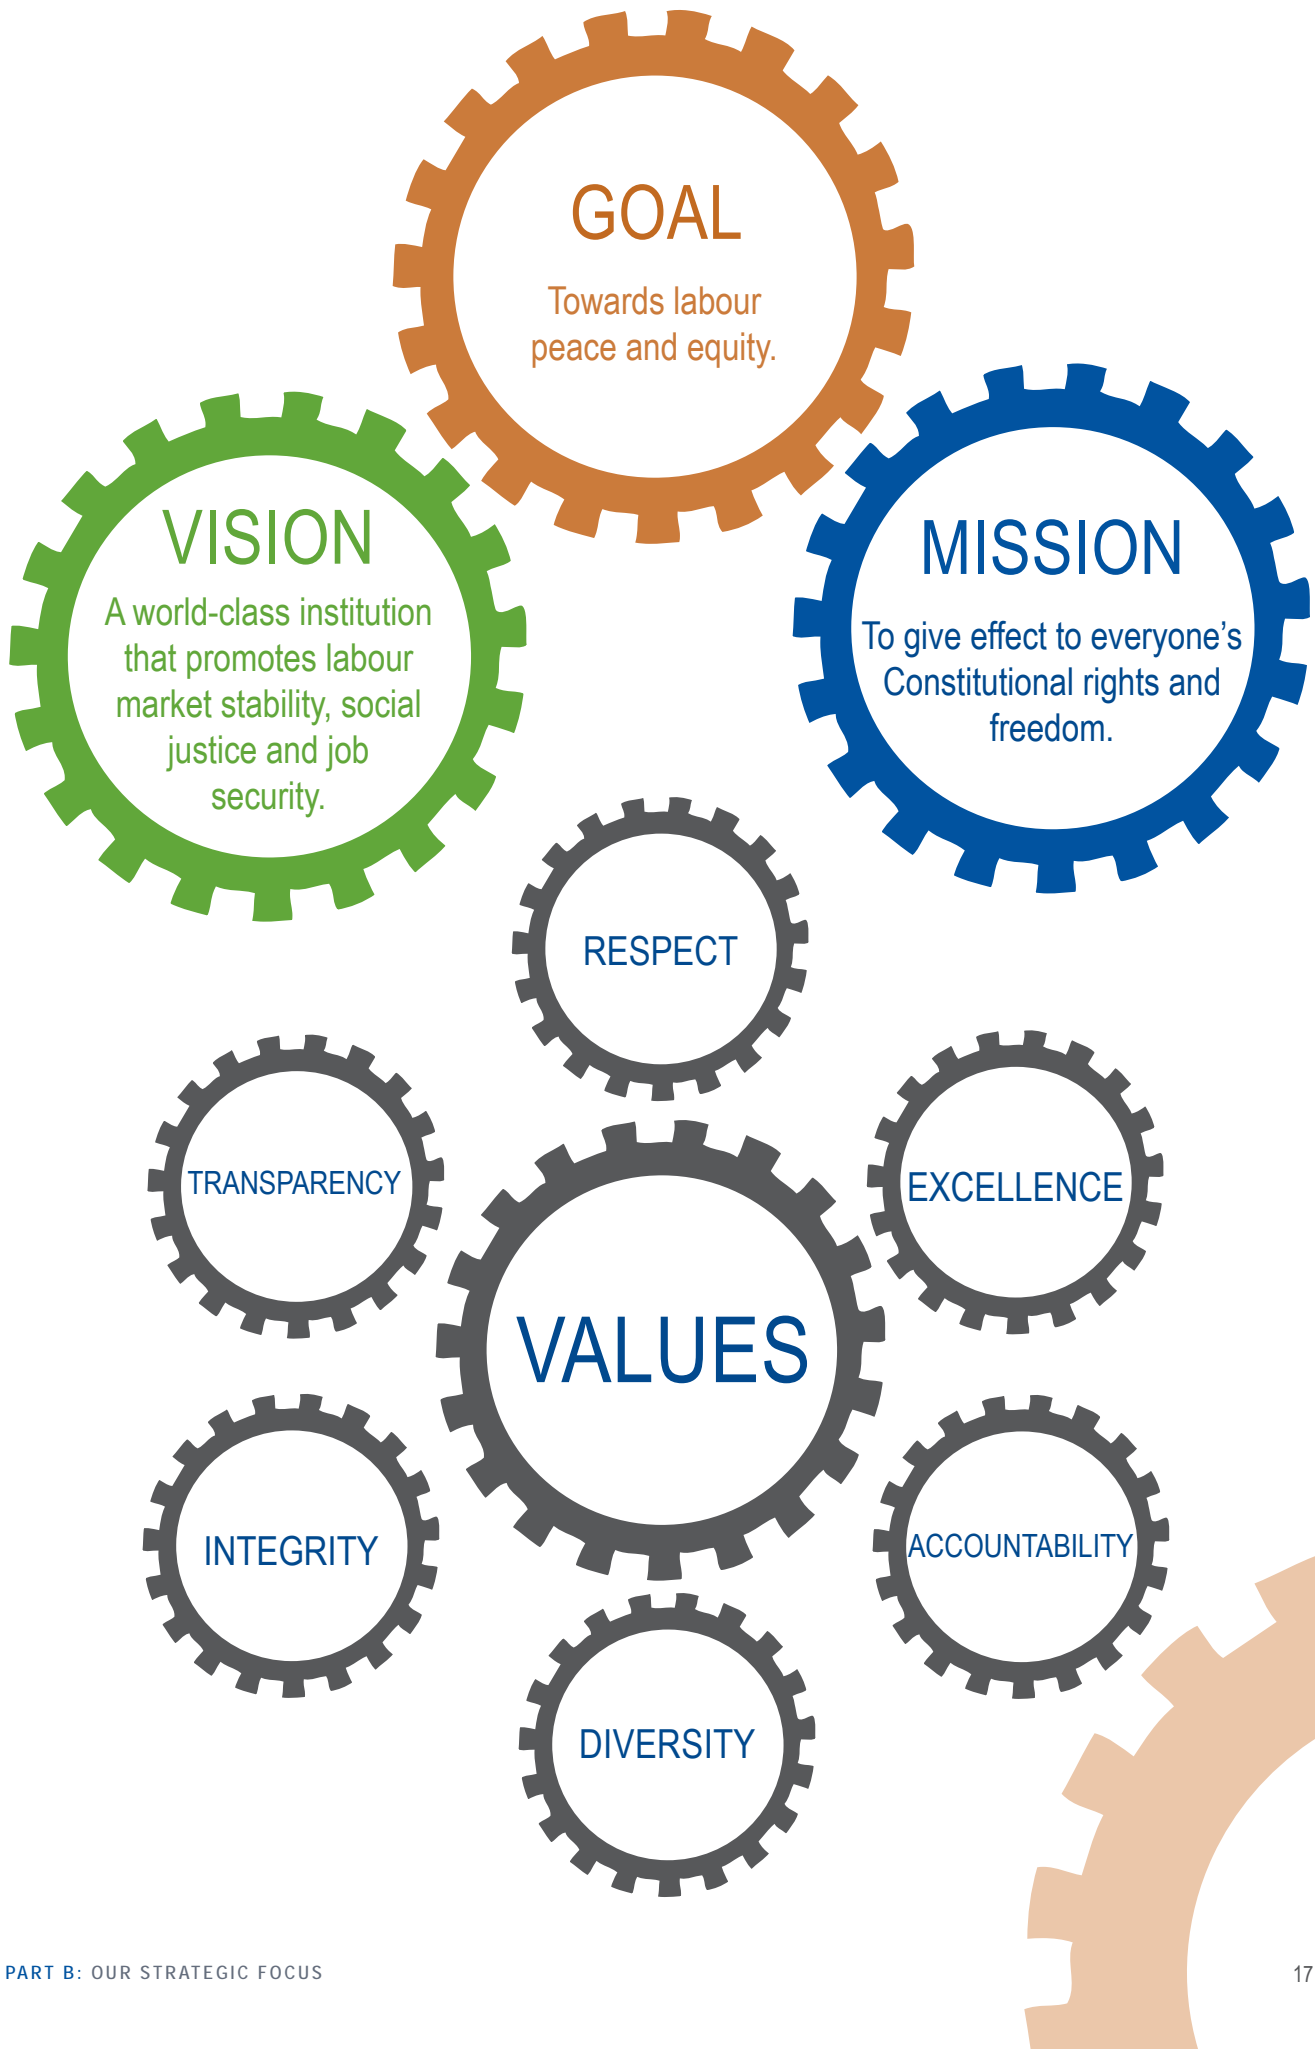 GOAL
Towards labour
peace and equity.
VISION
A world-class institution
that promotes labour
market stability, social
justice and job
security.
MISSION
To give effect to everyone’s
Constitutional rights and
freedom.
RESPECT
TRANSPARENCY
EXCELLENCE
VALUES
INTEGRITY
ACCOUNTABILITY
DIVERSITY
PART B: OUR STRATEGIC FOCUS
17